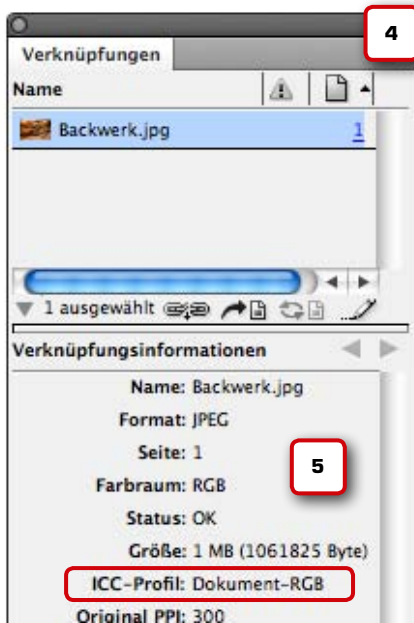 4
Verknüpfungen
Name
Backwerk.jpg 1
1 ausgewählt
Verknüpfungsinformationen
Name: Backwerk.jpg
Format: JPEG
Seite: 1
5
Farbraum: RGB
Status: OK
Größe: 1 MB (1061825 Byte)
ICC-Profil: Dokument-RGB
Original PPI: 300